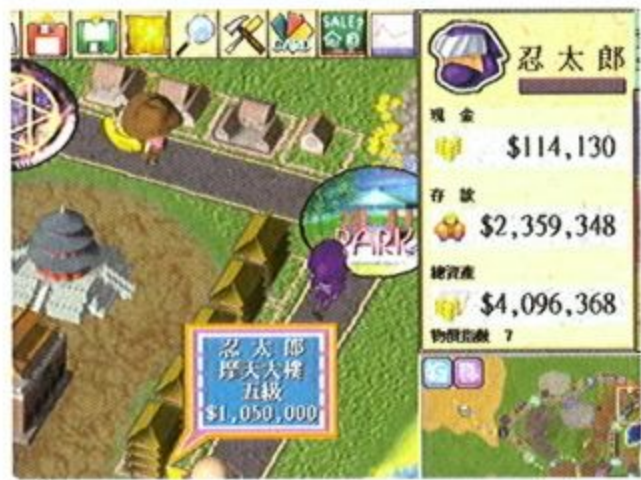 SALE
忍太郎
現金
$114,130
存款
$2,359,348
PARK
總資產
$4,096,368
物價指數 7
忍太郎
摩天大樓
五級
$1,050,000